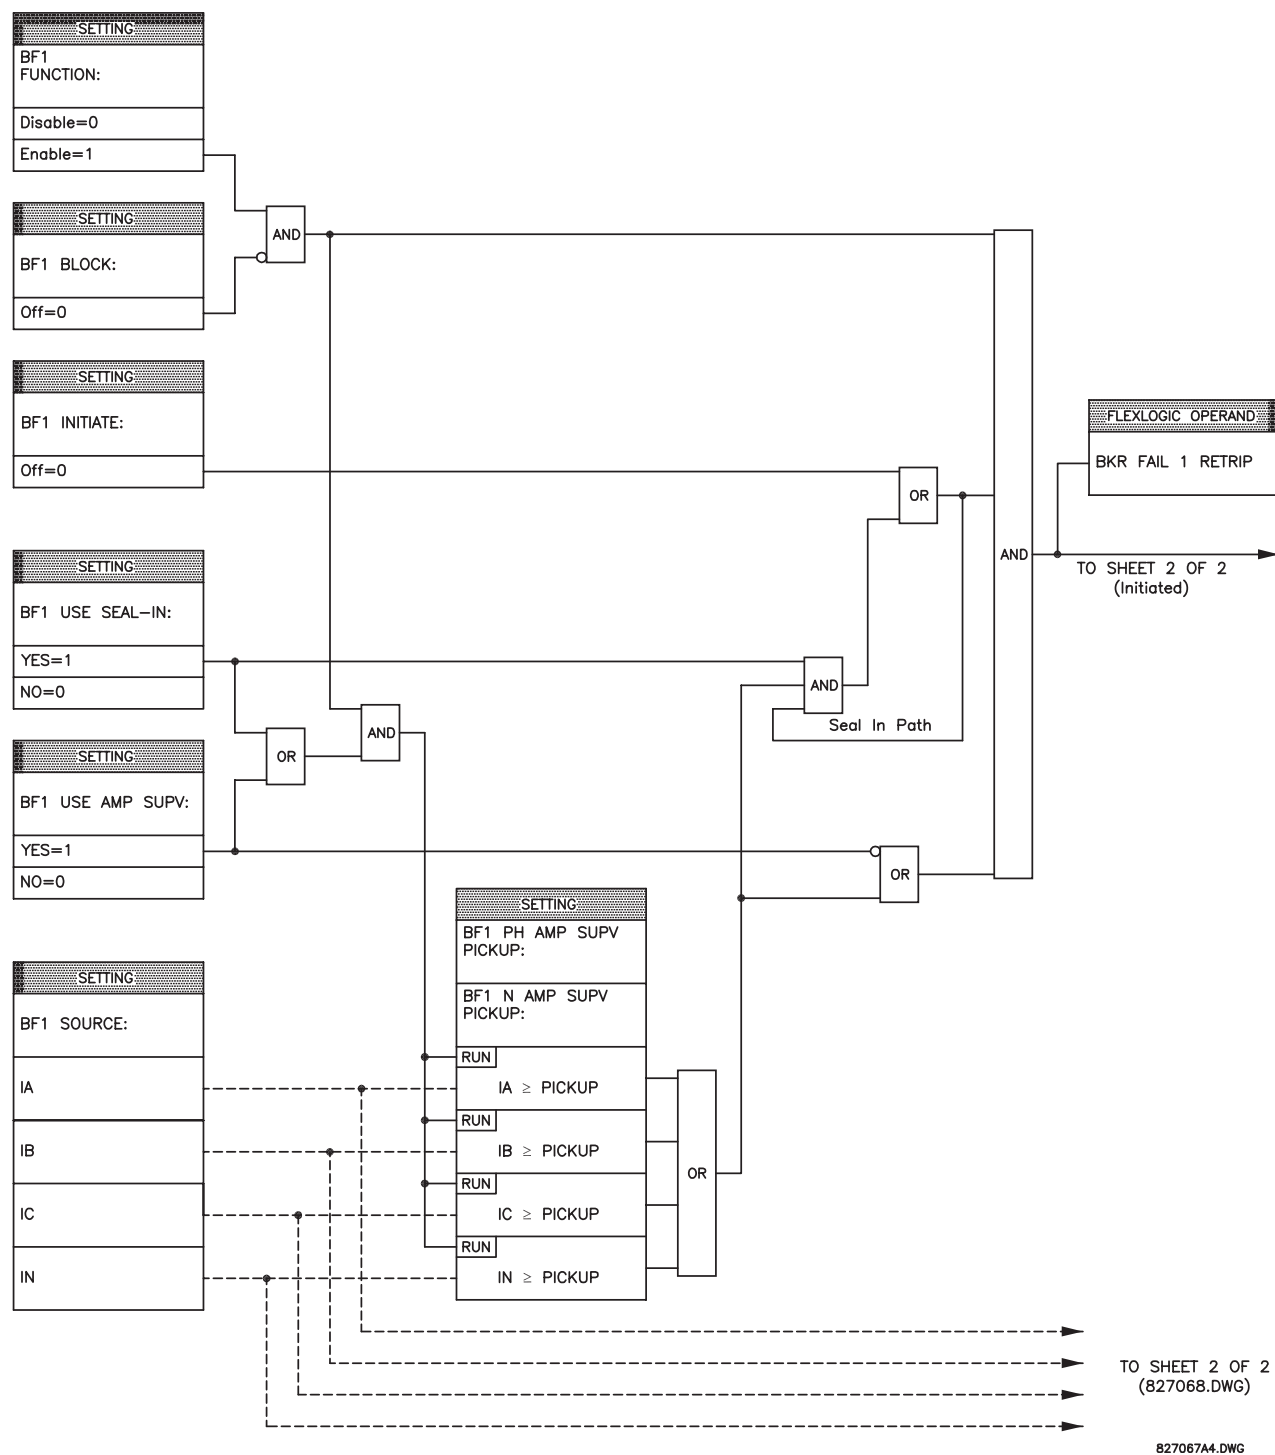 SETTING
BF1
FUNCTION:
Disable=0
Enable=1
SETTING
BF1 BLOCK:
Off=0
AND
SETTING
BF1 INITIATE:
Off=0
OR
FLEXLOGIC OPERAND
BKR FAIL 1 RETRIP
AND
TO SHEET 2 OF 2
(Initiated)
SETTING
BF1 USE SEAL-IN:
YES=1
NO=0
AND
Seal In Path
AND
OR
SETTING
BF1 USE AMP SUPV:
YES=1
NO=0
OR
SETTING
BF1 PH AMP SUPV
PICKUP:
BF1 N AMP SUPV
PICKUP:
RUN
IA ≥ PICKUP
RUN
IB ≥ PICKUP
RUN
IC ≥ PICKUP
RUN
IN ≥ PICKUP
OR
SETTING
BF1 SOURCE:
IA
IB
IC
IN
TO SHEET 2 OF 2
(827068.DWG)
827067A4.DWG